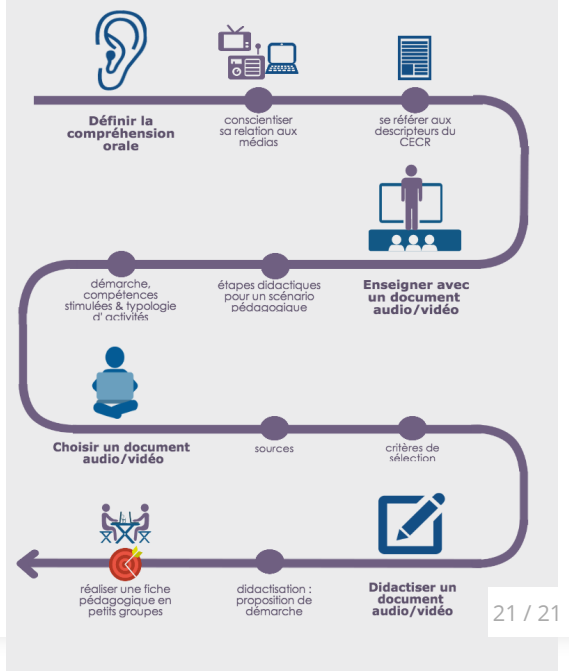 Définir la
compréhension
orale
conscientiser
sa relation aux
médias
se référer aux
descripteurs du
CECR
Enseigner avec
un document
audio/vidéo
étapes didactiques
pour un scénario
pédagogique
démarche,
compétences
stimulées & typologie
d' activités
Choisir un document
audio/vidéo
sources
critères de
sélection
Didactiser un
document
audio/vidéo
didactisation :
proposition de
démarche
réaliser une fiche
pédagogique en
petits groupes
21 / 21